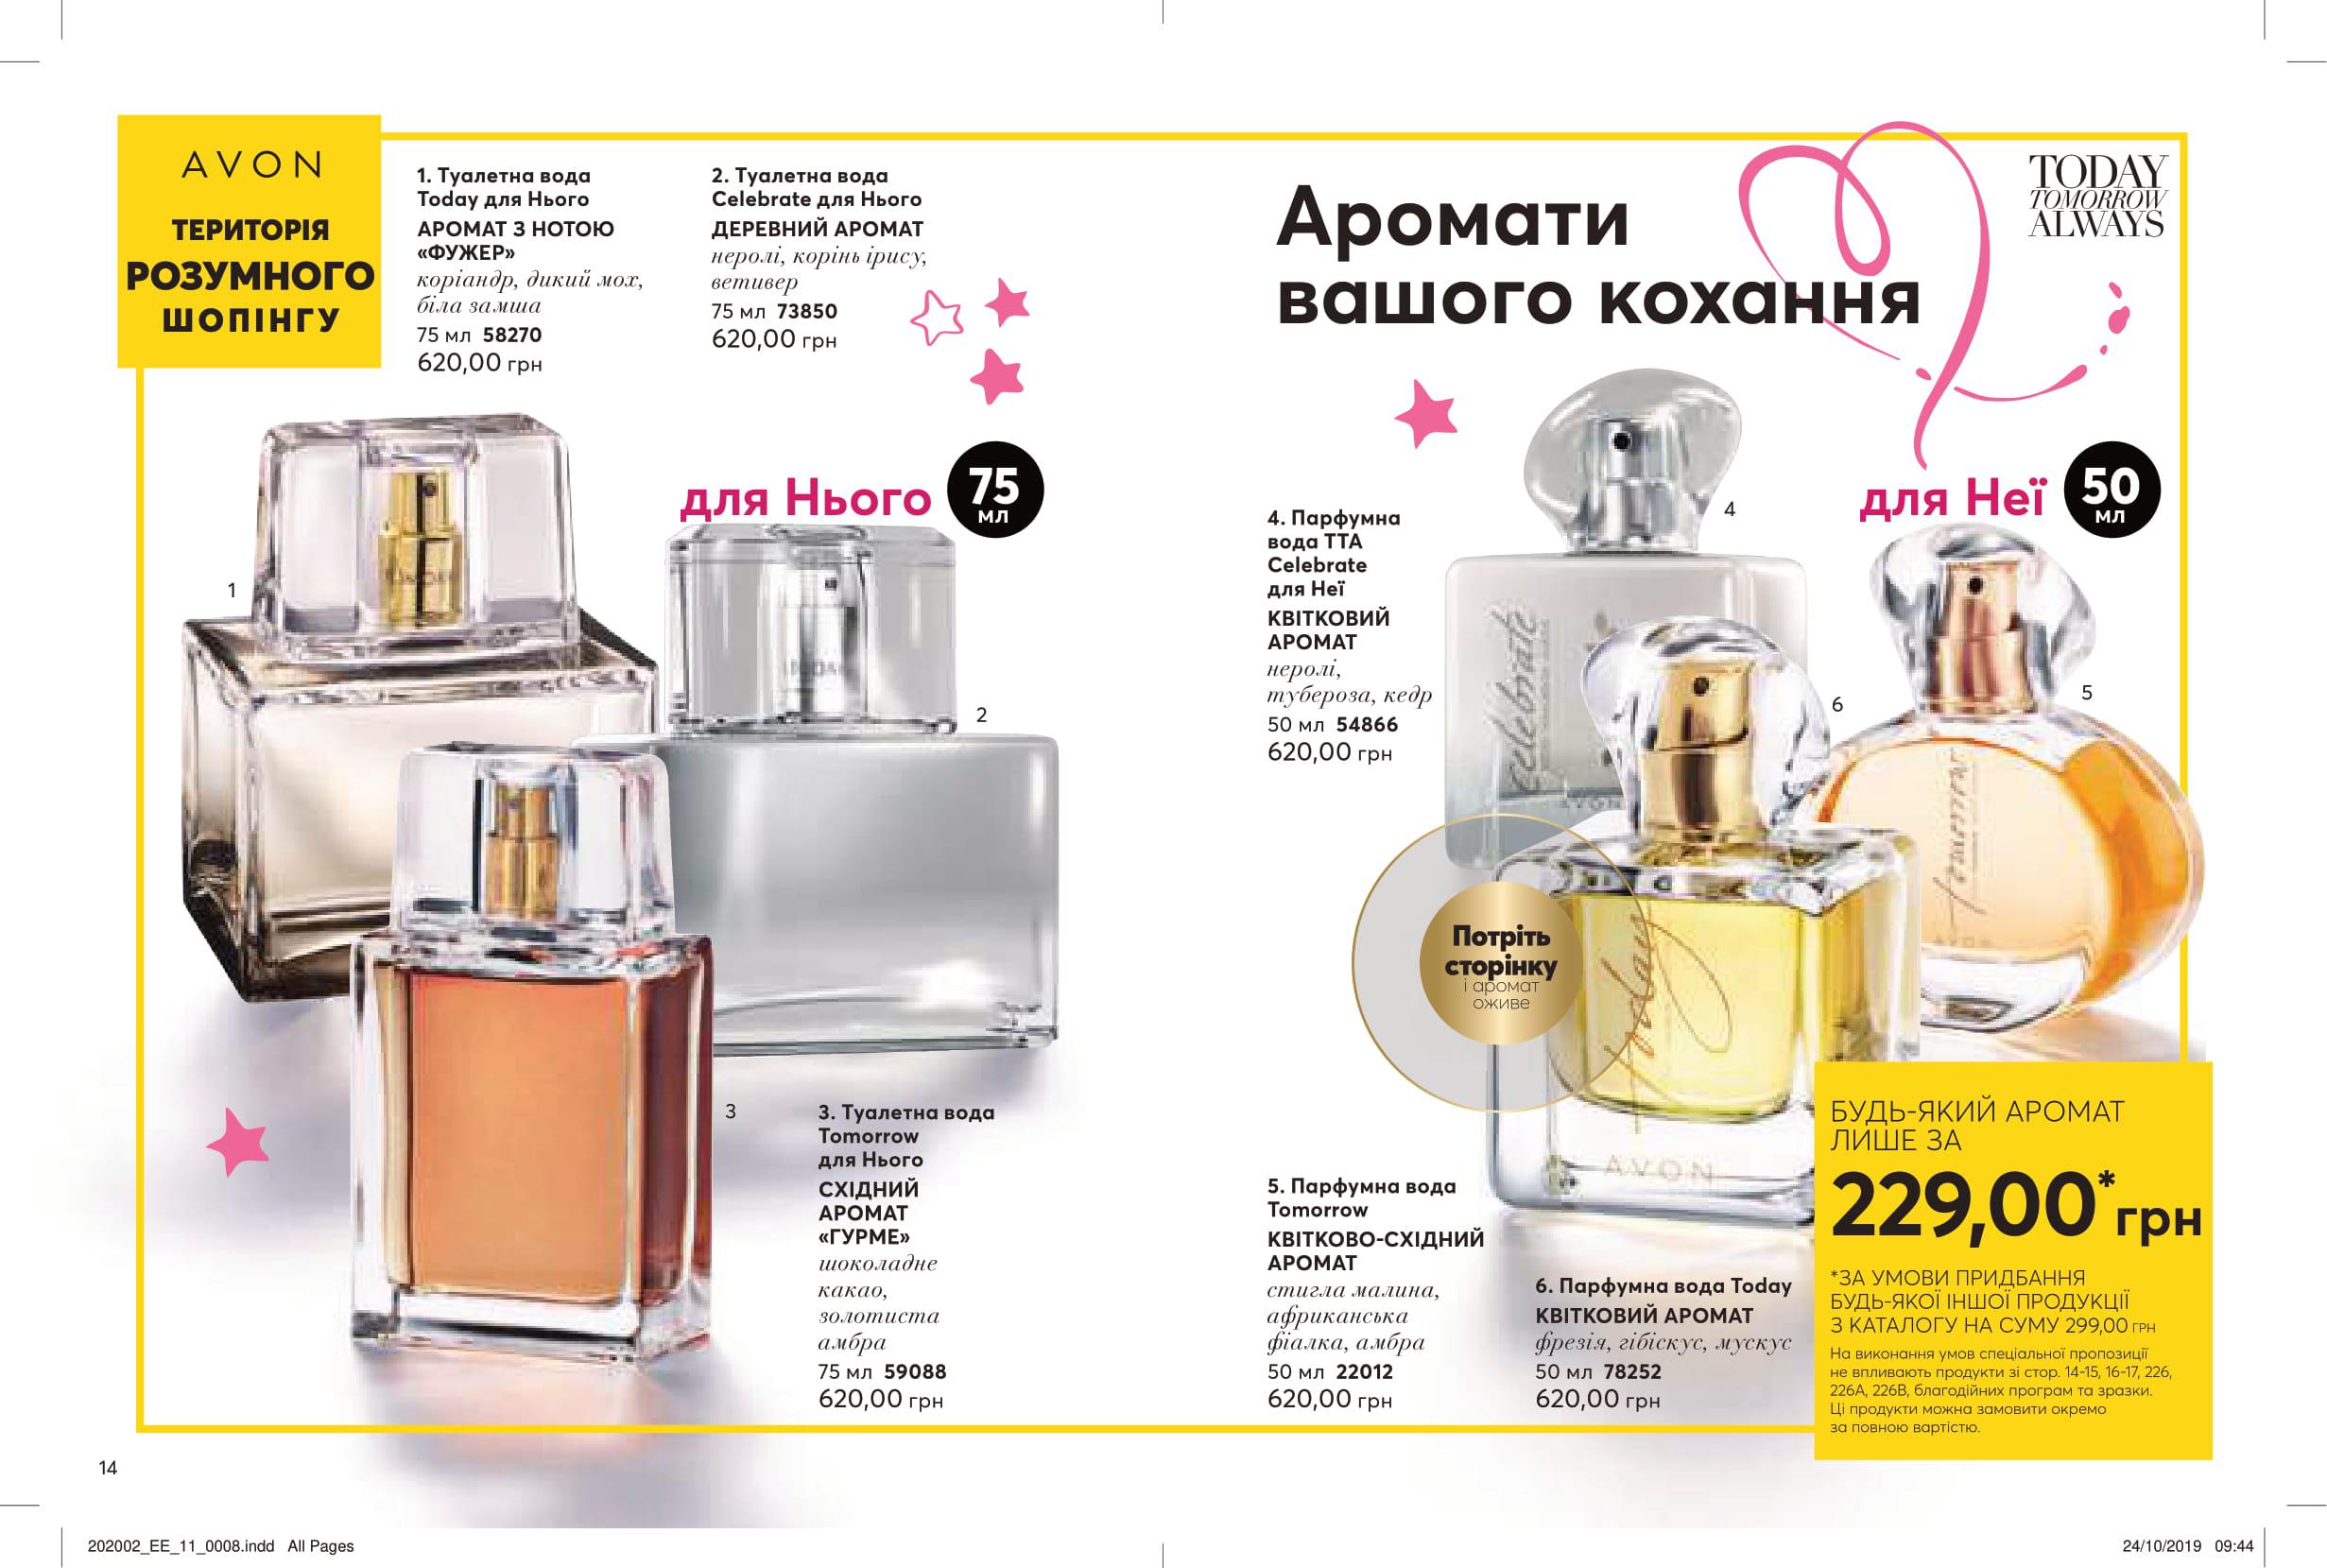 AVON
ТЕРИТОРІЯ
РОЗУМНОГО
ШОПІНГУ
1. Туалетна вода
Today для Нього
АРОМАТ З НОТОЮ
«ФУЖЕР»
коріандр, дикий мох,
біла замша
75 мл 58270
620,00 грн
2. Туалетна вода
Celebrate для Нього
ДЕРЕВНИЙ АРОМАТ
неролі, корінь ірису,
ветивер
75 мл 73850
620,00 грн
для Нього
75
МЛ
1
2
3
3. Туалетна вода
Tomorrow
для Нього
СХІДНИЙ
АРОМАТ
«ГУРМЕ»
шоколадне
какао,
золотиста
амбра
75 мл 59088
620,00 грн
14
Аромати
вашого кохання
TODAY
TOMORROW
ALWAYS
для Неї
50
МЛ
4
4. Парфумна
вода TTA
Celebrate
для Неї
КВІТКОВИЙ
АРОМАТ
неролі,
тубероза, кедр
50 мл 54866
620,00 грн
celebrate
AVON
6
5
tomorrow
Потріть
сторінку
і аромат
оживе
today
AVON
5. Парфумна вода
Tomorrow
КВІТКОВО-СХІДНИЙ
АРОМАТ
стигла малина,
африканська
фіалка, амбра
50 мл 22012
620,00 грн
6. Парфумна вода Today
КВІТКОВИЙ АРОМАТ
фрезія, гібіскус, мускус
50 мл 78252
620,00 грн
БУДЬ-ЯКИЙ АРОМАТ
ЛИШЕ ЗА
229,00* грн
*ЗА УМОВИ ПРИДБАННЯ
БУДЬ-ЯКОЇ ІНШОЇ ПРОДУКЦІЇ
З КАТАЛОГУ НА СУМУ 299,00 ГРН
На виконання умов спеціальної пропозиції
не впливають продукти зі стор. 14-15, 16-17, 226,
226А, 226В, благодійних програм та зразки.
Ці продукти можна замовити окремо
за повною вартістю.
202002_EE_11_0008.indd All Pages
24/10/2019 09:44